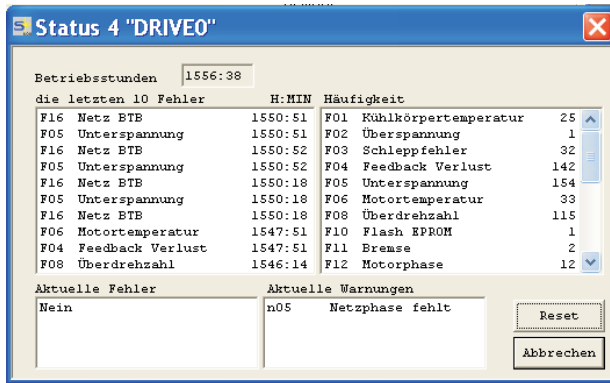 Status 4 "DRIVE0"
Betriebsstunden 1556:38
die letzten 10 Fehler H:MIN
F16 Netz BTB 1550:51
F05 Unterspannung 1550:51
F16 Netz BTB 1550:52
F05 Unterspannung 1550:52
F16 Netz BTB 1550:18
F05 Unterspannung 1550:18
F16 Netz BTB 1550:18
F06 Motortemperatur 1547:51
F04 Feedback Verlust 1547:51
F08 Überdrehzahl 1546:14
Häufigkeit
F01 Kühlkörpertemperatur 25
F02 Überspannung 1
F03 Schleppfehler 32
F04 Feedback Verlust 142
F05 Unterspannung 154
F06 Motortemperatur 33
F08 Überdrehzahl 115
F10 Flash EPROM 1
F11 Bremse 2
F12 Motorphase 12
Aktuelle Fehler
Nein
Aktuelle Warnungen
n05 Netzphase fehlt
Reset
Abbrechen